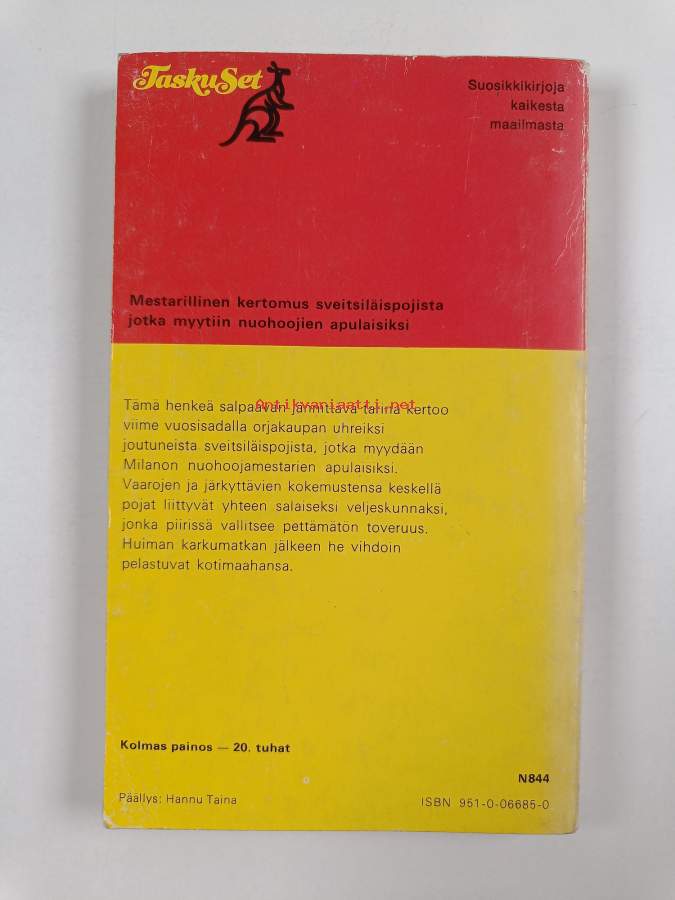 TaskuSet
Suosikkikirjoja
kaikesta
maailmasta
Mestarillinen kertomus sveitsiläispojista
jotka myytiin nuohoojien apulaisiksi
Antikvariaatti.net
Tämä henkeä salpaavan jännittävä tarina kertoo
viime vuosisadalla orjakaupan uhreiksi
joutuneista sveitsiläispojista, jotka myydään
Milanon nuohoojamestarien apulaisiksi.
Vaarojen ja järkyttävien kokemustensa keskellä
pojat liittyvät yhteen salaiseksi veljeskunnaksi,
jonka piirissä vallitsee pettämätön toveruus.
Huiman karkumatkan jälkeen he vihdoin
pelastuvat kotimaahansa.
Kolmas painos — 20. tuhat
N844
Päällys: Hannu Taina
ISBN 951-0-06685-0